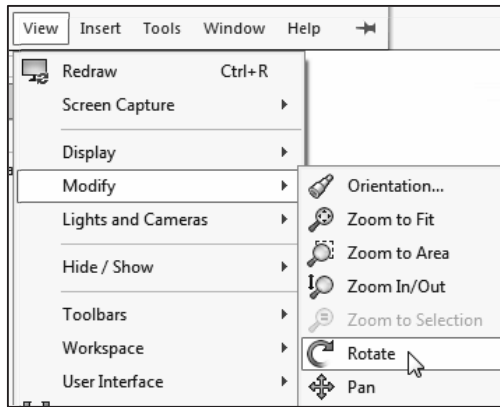 View Insert Tools Window Help
Redraw Ctrl+R
Screen Capture
Display
Modify
Lights and Cameras
Hide / Show
Toolbars
Workspace
User Interface
Orientation...
Zoom to Fit
Zoom to Area
Zoom In/Out
Zoom to Selection
Rotate
Pan